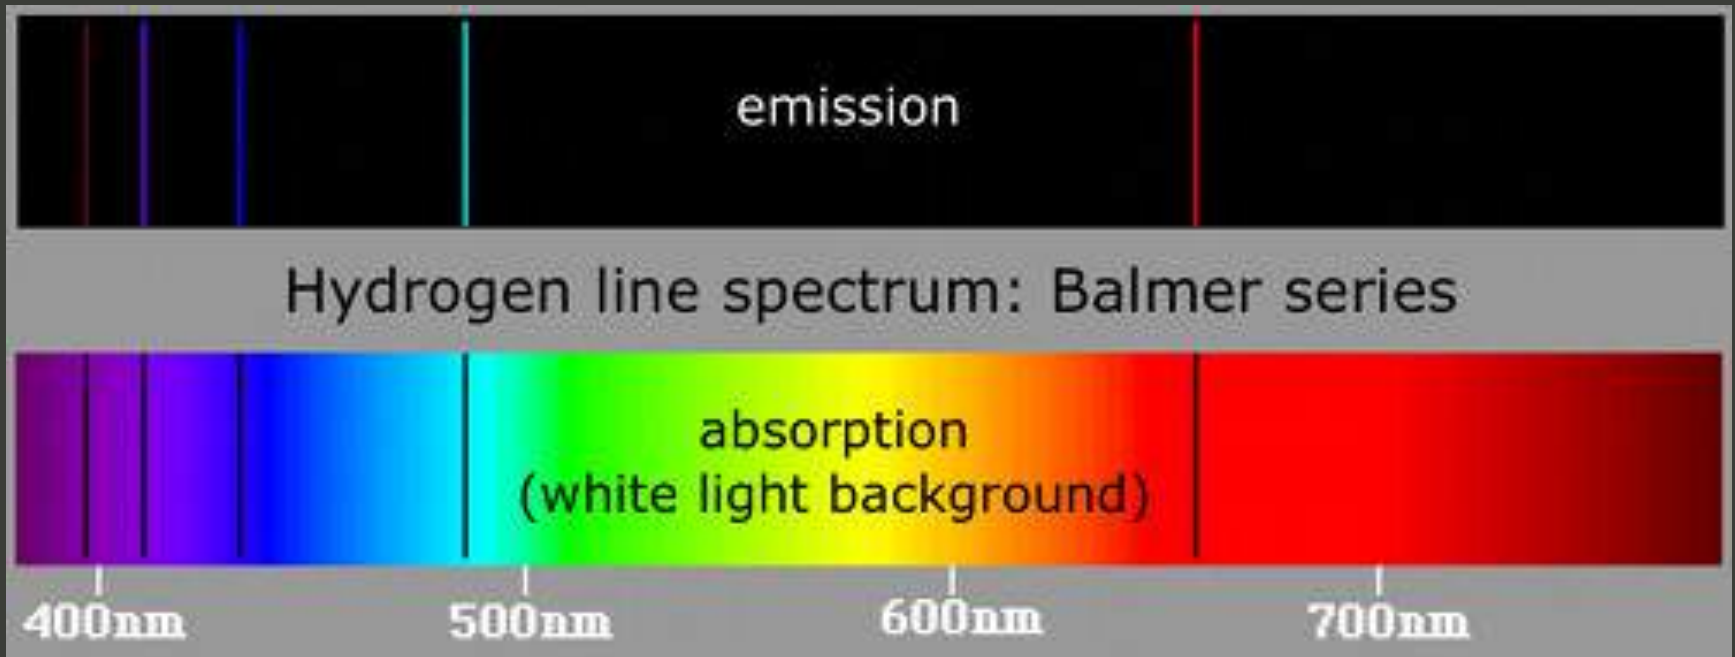 emission
Hydrogen line spectrum: Balmer series
absorption
(white light background)
400nm 500nm 600nm 700nm